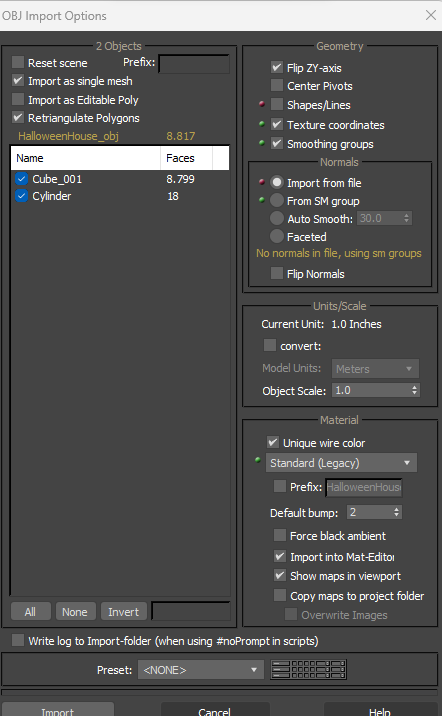 OBJ Import Options
2 Objects
Reset scene Prefix:
Import as single mesh
Import as Editable Poly
Retriangulate Polygons
HalloweenHouse_obj 8.817
Name Faces
Cube_001 8.799
Cylinder 18
All None Invert
Geometry
Flip ZY-axis
Center Pivots
Shapes/Lines
Texture coordinates
Smoothing groups
Normals
Import from file
From SM group
Auto Smooth: 30.0
Faceted
No normals in file, using sm groups
Flip Normals
Units/Scale
Current Unit: 1.0 Inches
convert:
Model Units: Meters
Object Scale: 1.0
Material
Unique wire color
Standard (Legacy)
Prefix: HalloweenHous
Default bump: 2
Force black ambient
Import into Mat-Editor
Show maps in viewport
Copy maps to project folder
Overwrite Images
Write log to Import-folder (when using #noPrompt in scripts)
Preset: <NONE>
Import Cancel Help